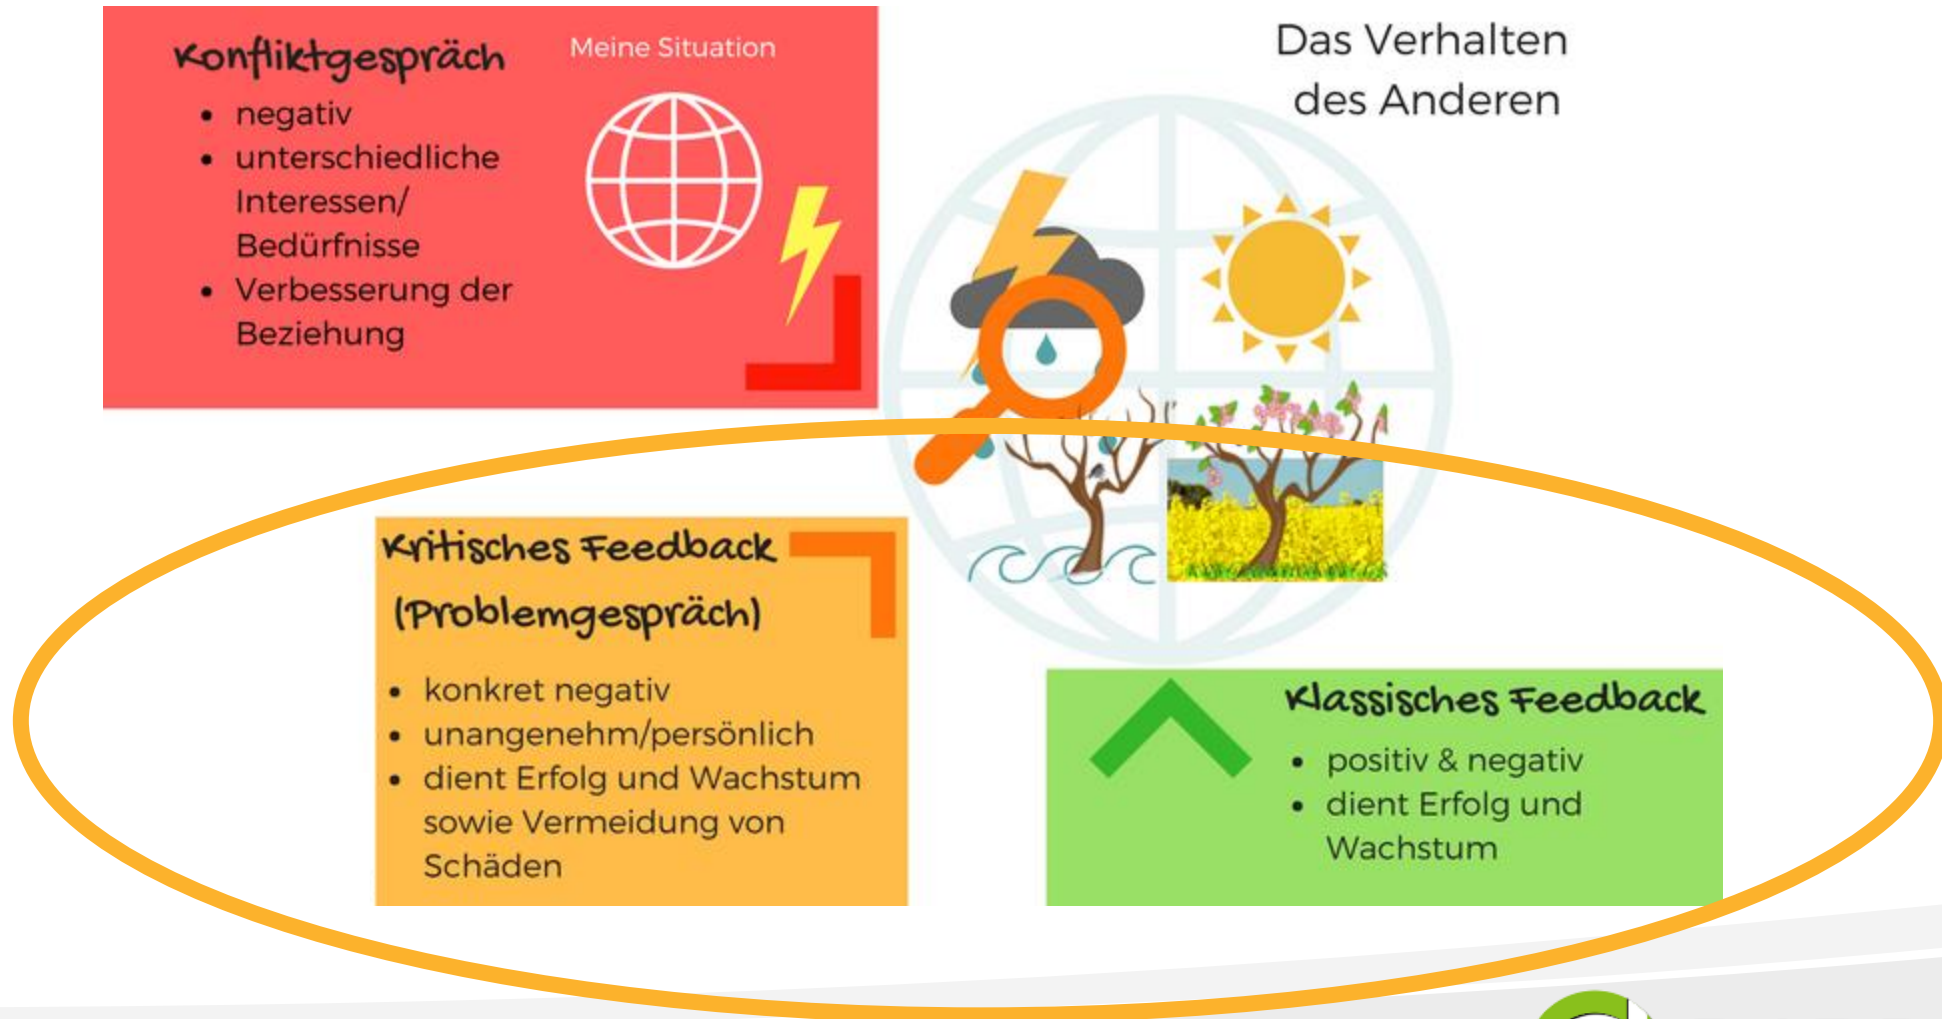 Konfliktgespräch
Meine Situation
• negativ
• unterschiedliche
Interessen/
Bedürfnisse
• Verbesserung der
Beziehung
Das Verhalten
des Anderen
Kritisches Feedback
(Problemgespräch)
• konkret negativ
• unangenehm/persönlich
• dient Erfolg und Wachstum
sowie Vermeidung von
Schäden
Klassisches Feedback
• positiv & negativ
• dient Erfolg und
Wachstum